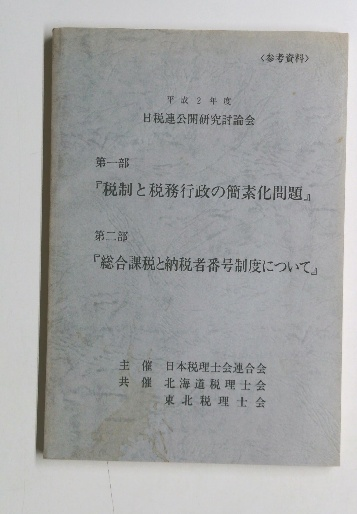 〈参考資料〉
平成2年度
日税連公開研究討論会
第一部
『税制と税務行政の簡素化問題』
第二部
『総合課税と納税者番号制度について』
主催 日本税理士会連合会
共催 北海道税理士会
東北税理士会